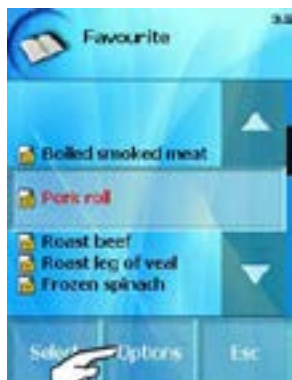 Favourite
Boiled smoked meat
Pork roll
Roast beef
Roast leg of veal
Frozen spinach
Select Options Esc